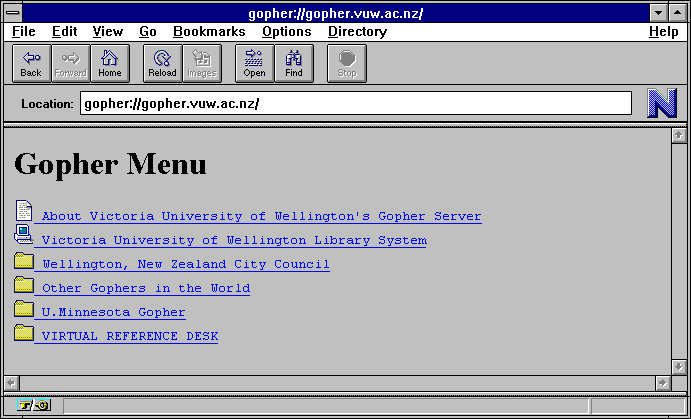 gopher://gopher.vuw.ac.nz/
File Edit View Go Bookmarks Options Directory Help
Back Forward Home Reload Images Open Find Stop
Location: gopher://gopher.vuw.ac.nz/
N
Gopher Menu
About Victoria University of Wellington's Gopher Server
Victoria University of Wellington Library System
Wellington, New Zealand City Council
Other Gophers in the World
U.Minnesota Gopher
VIRTUAL REFERENCE DESK